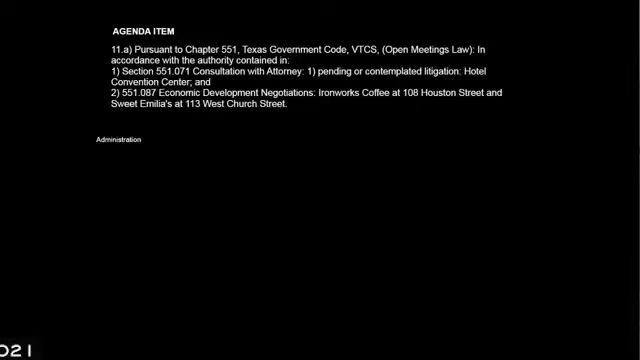 AGENDA ITEM
11.a) Pursuant to Chapter 551, Texas Government Code, VTCS, (Open Meetings Law): In
accordance with the authority contained in:
1) Section 551.071 Consultation with Attorney: 1) pending or contemplated litigation: Hotel
Convention Center; and
2) 551.087 Economic Development Negotiations: Ironworks Coffee at 108 Houston Street and
Sweet Emilia's at 113 West Church Street.
Administration
021